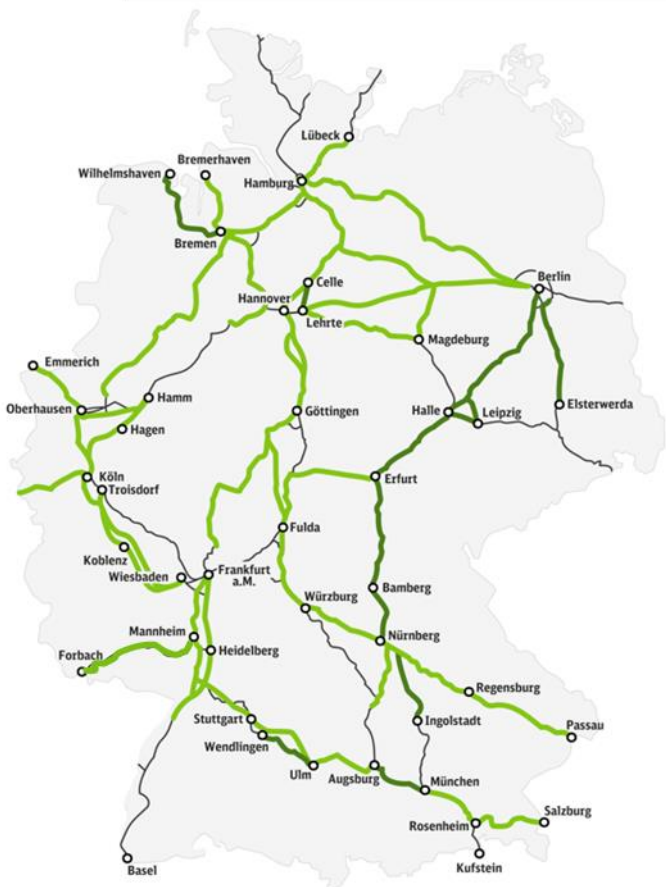 Lübeck
Bremerhaven
Wilhelmshaven
Hamburg
Bremen
Berlin
Celle
Hannover
Lehrte
Magdeburg
Emmerich
Hamm
Oberhausen
Göttingen
Halle
Elsterwerda
Leipzig
Hagen
Köln
Erfurt
Troisdorf
Fulda
Koblenz
Wiesbaden
Frankfurt
a.M.
Bamberg
Würzburg
Mannheim
Nürnberg
Forbach
Heidelberg
Regensburg
Stuttgart
Ingolstadt
Passau
Wendlingen
Ulm
Augsburg
München
Salzburg
Rosenheim
Basel
Kufstein